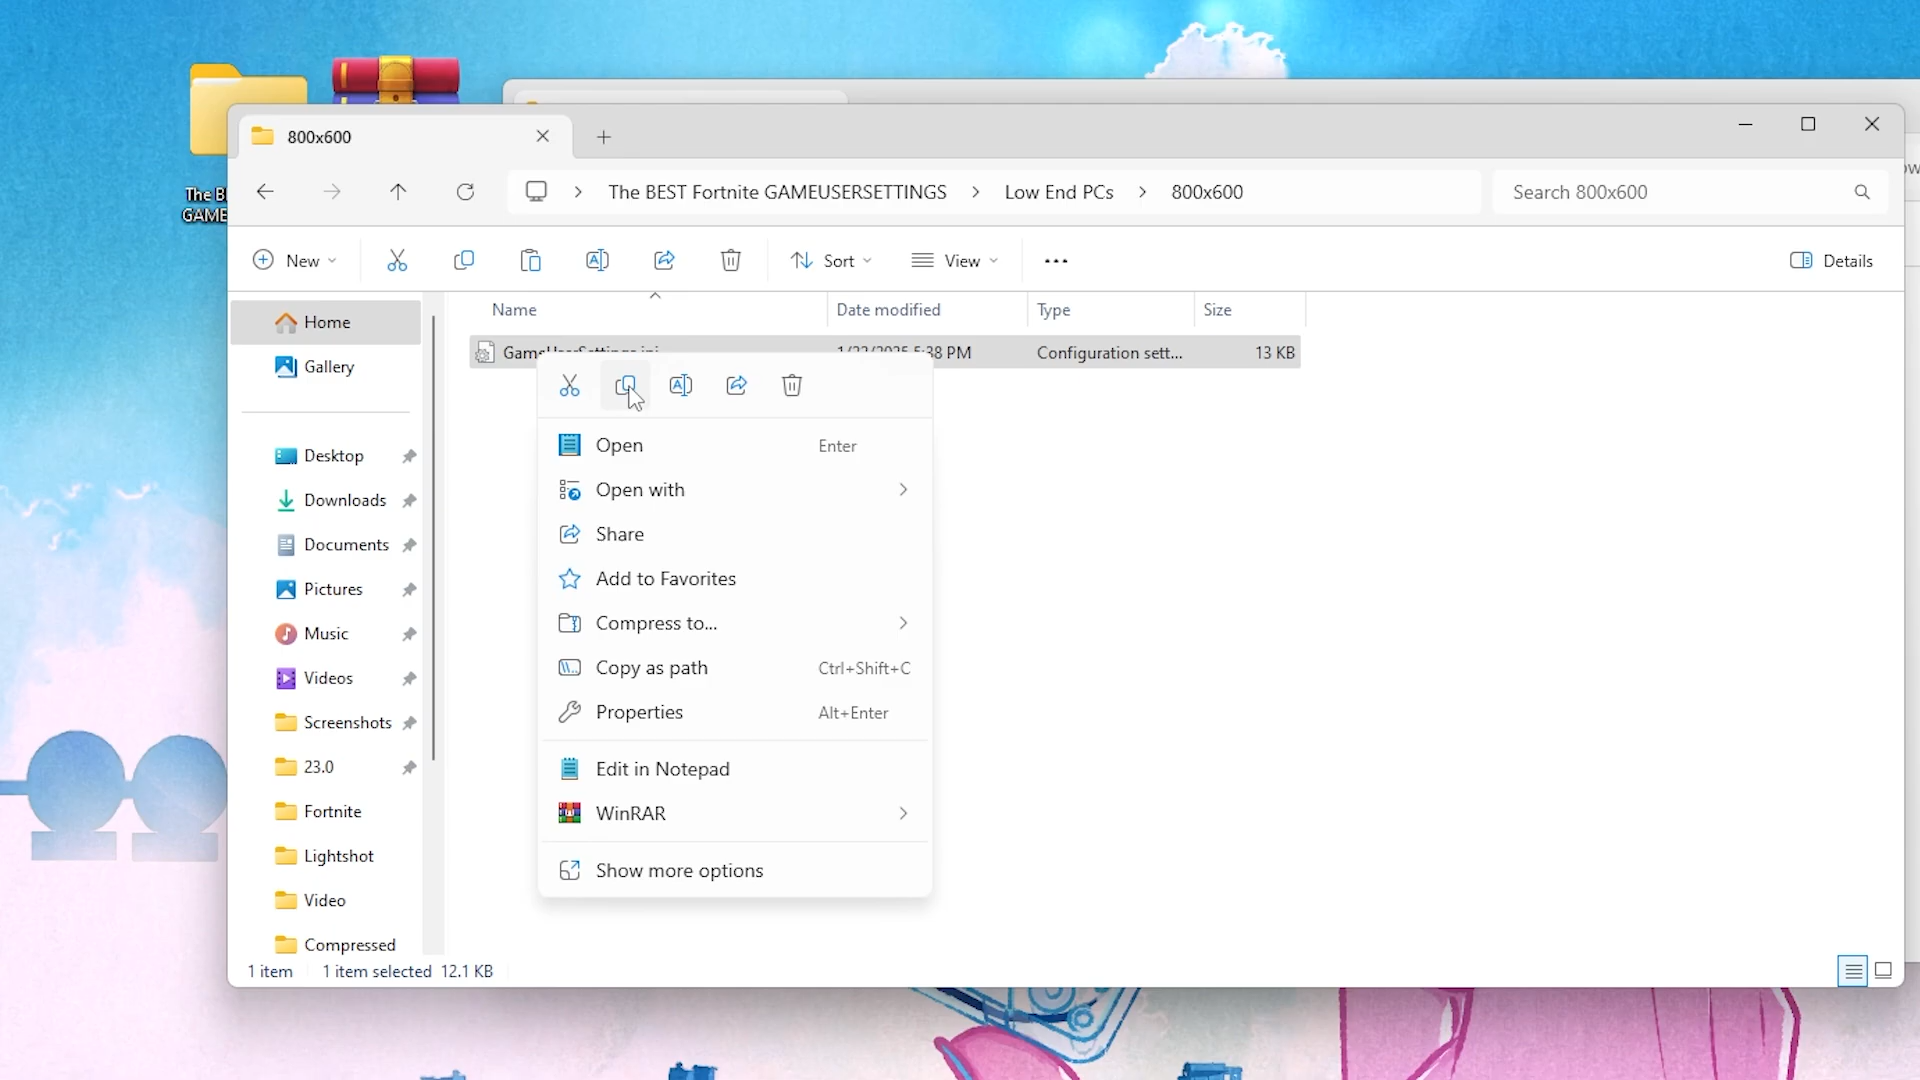 The B
GAME
800x600
The BEST Fortnite GAMEUSERSETTINGS
Low End PCs
800x600
Search 800x600
New
Sort
View
Details
Name
Date modified
Type
Size
GameUserSettings.ini
5:38 PM
Configuration sett...
13 KB
Home
Gallery
Desktop
Downloads
Documents
Pictures
Music
Videos
Screenshots
23.0
Fortnite
Lightshot
Video
Compressed
Open
Enter
Open with
Share
Add to Favorites
Compress to...
Copy as path
Ctrl+Shift+C
Properties
Alt+Enter
Edit in Notepad
WinRAR
Show more options
1 item
1 item selected 12.1 KB